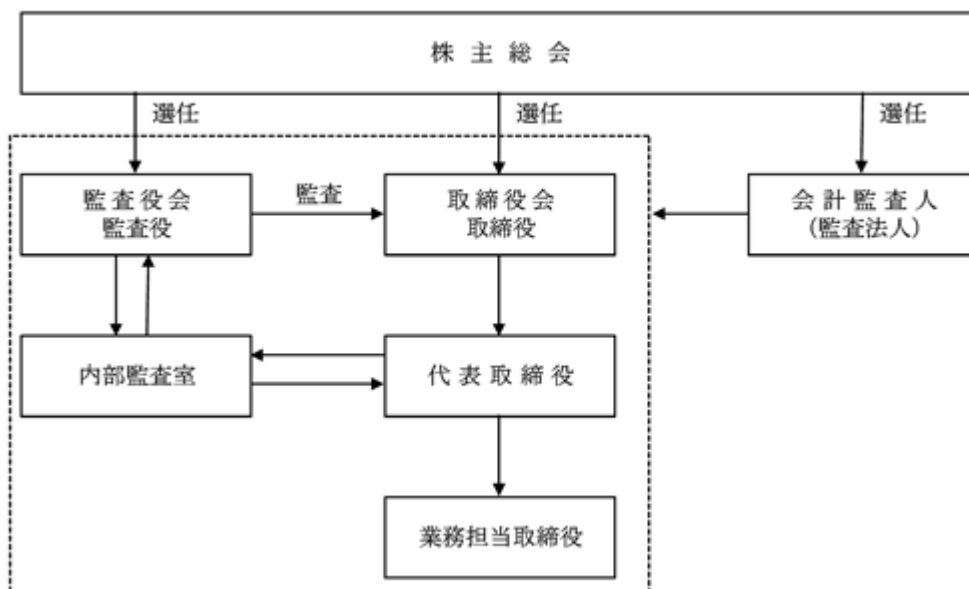 株主総会
選任
選任
選任
監査役会
監査役
監査
取締役会
取締役
会計監査人
(監査法人)
内部監査室
代表取締役
業務担当取締役